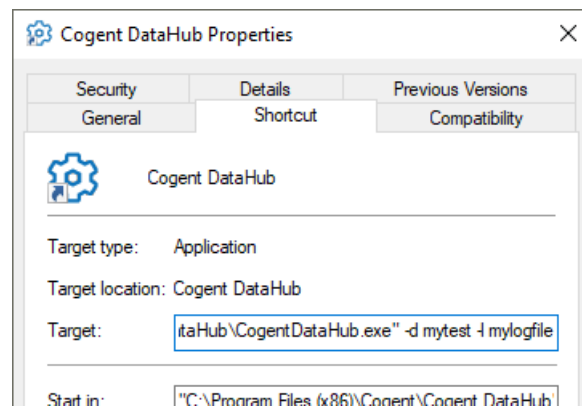 Cogent DataHub Properties
Security Details Previous Versions
General Shortcut Compatibility
Cogent DataHub
Target type: Application
Target location: Cogent DataHub
Target: ıtaHub\CogentDataHub.exe" -d mytest -l mylogfile
Start in: "C:\Program Files (x86)\Cogent\Cogent DataHub"